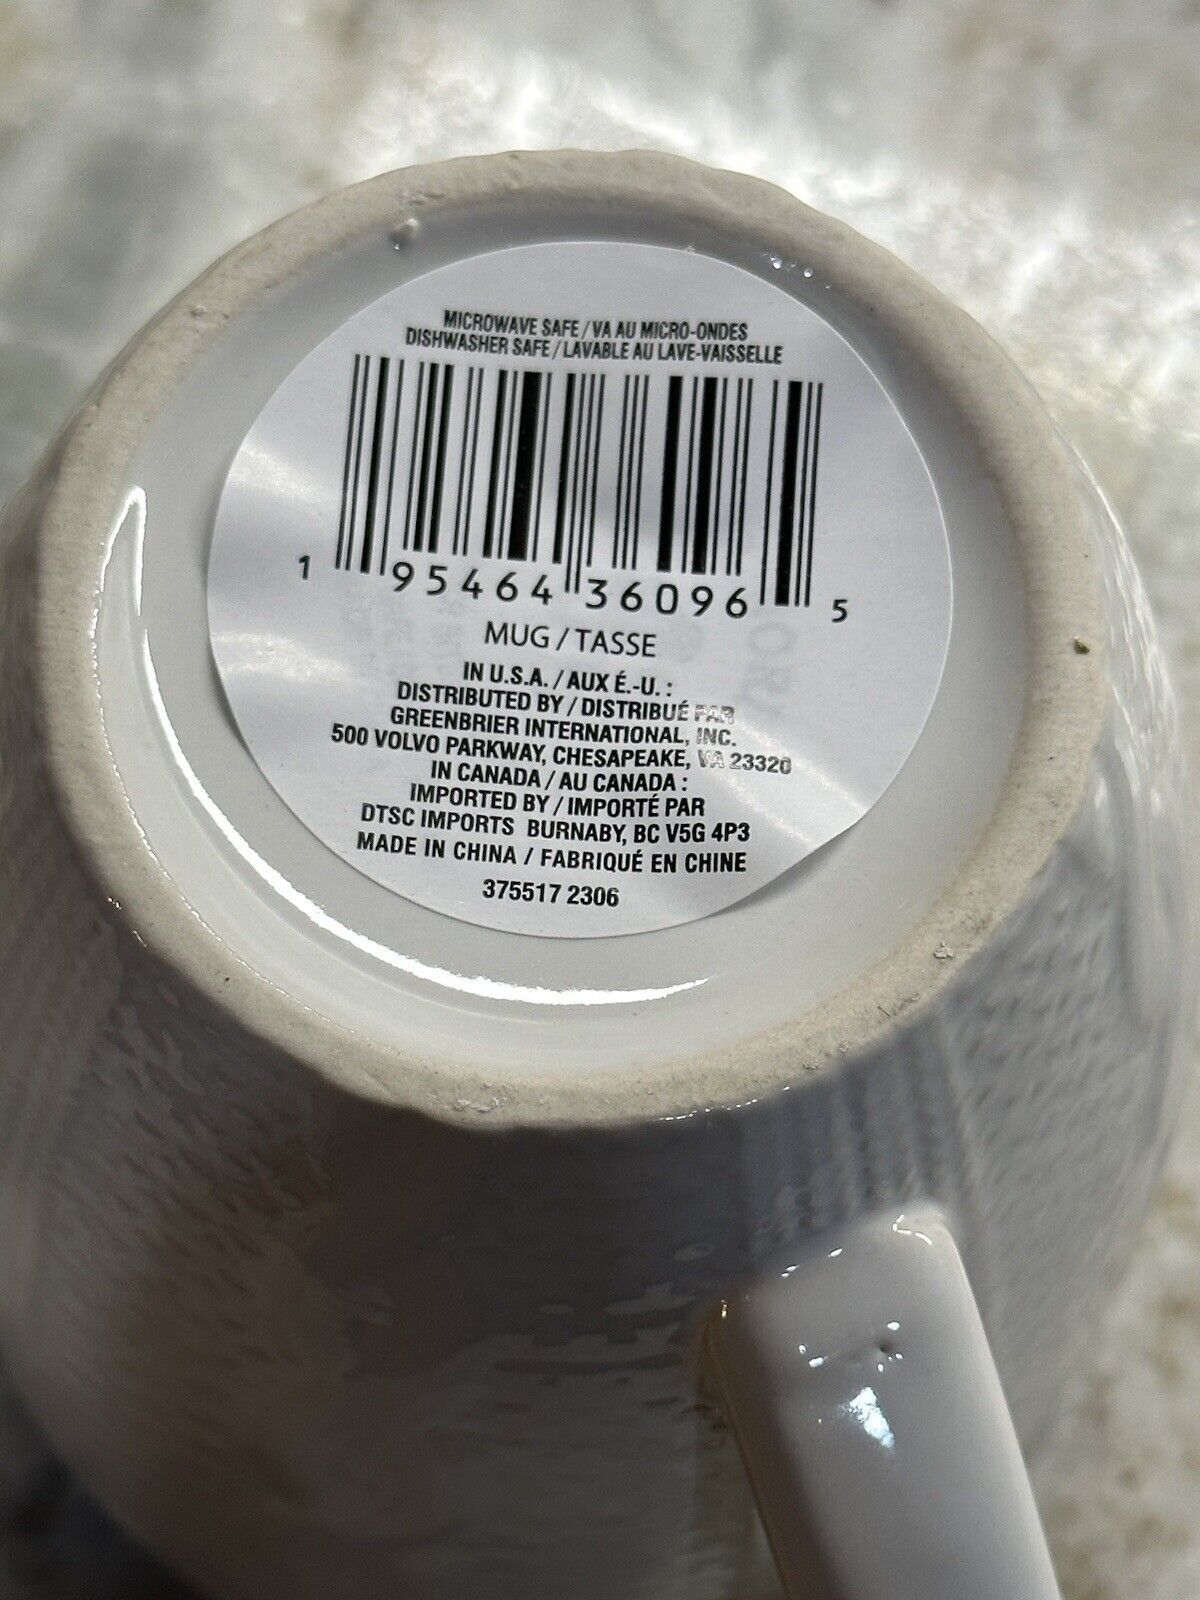 MICROWAVE SAFE / VA AU MICRO-ONDES
DISHWASHER SAFE / LAVABLE AU LAVE-VAISSELLE
1 95464 36096 5
MUG / TASSE
IN U.S.A. / AUX É.-U. :
DISTRIBUTED BY / DISTRIBUÉ PAR
GREENBRIER INTERNATIONAL, INC.
500 VOLVO PARKWAY, CHESAPEAKE, VA 23320
IN CANADA / AU CANADA :
IMPORTED BY / IMPORTÉ PAR
DTSC IMPORTS BURNABY, BC V5G 4P3
MADE IN CHINA / FABRIQUÉ EN CHINE
375517 2306